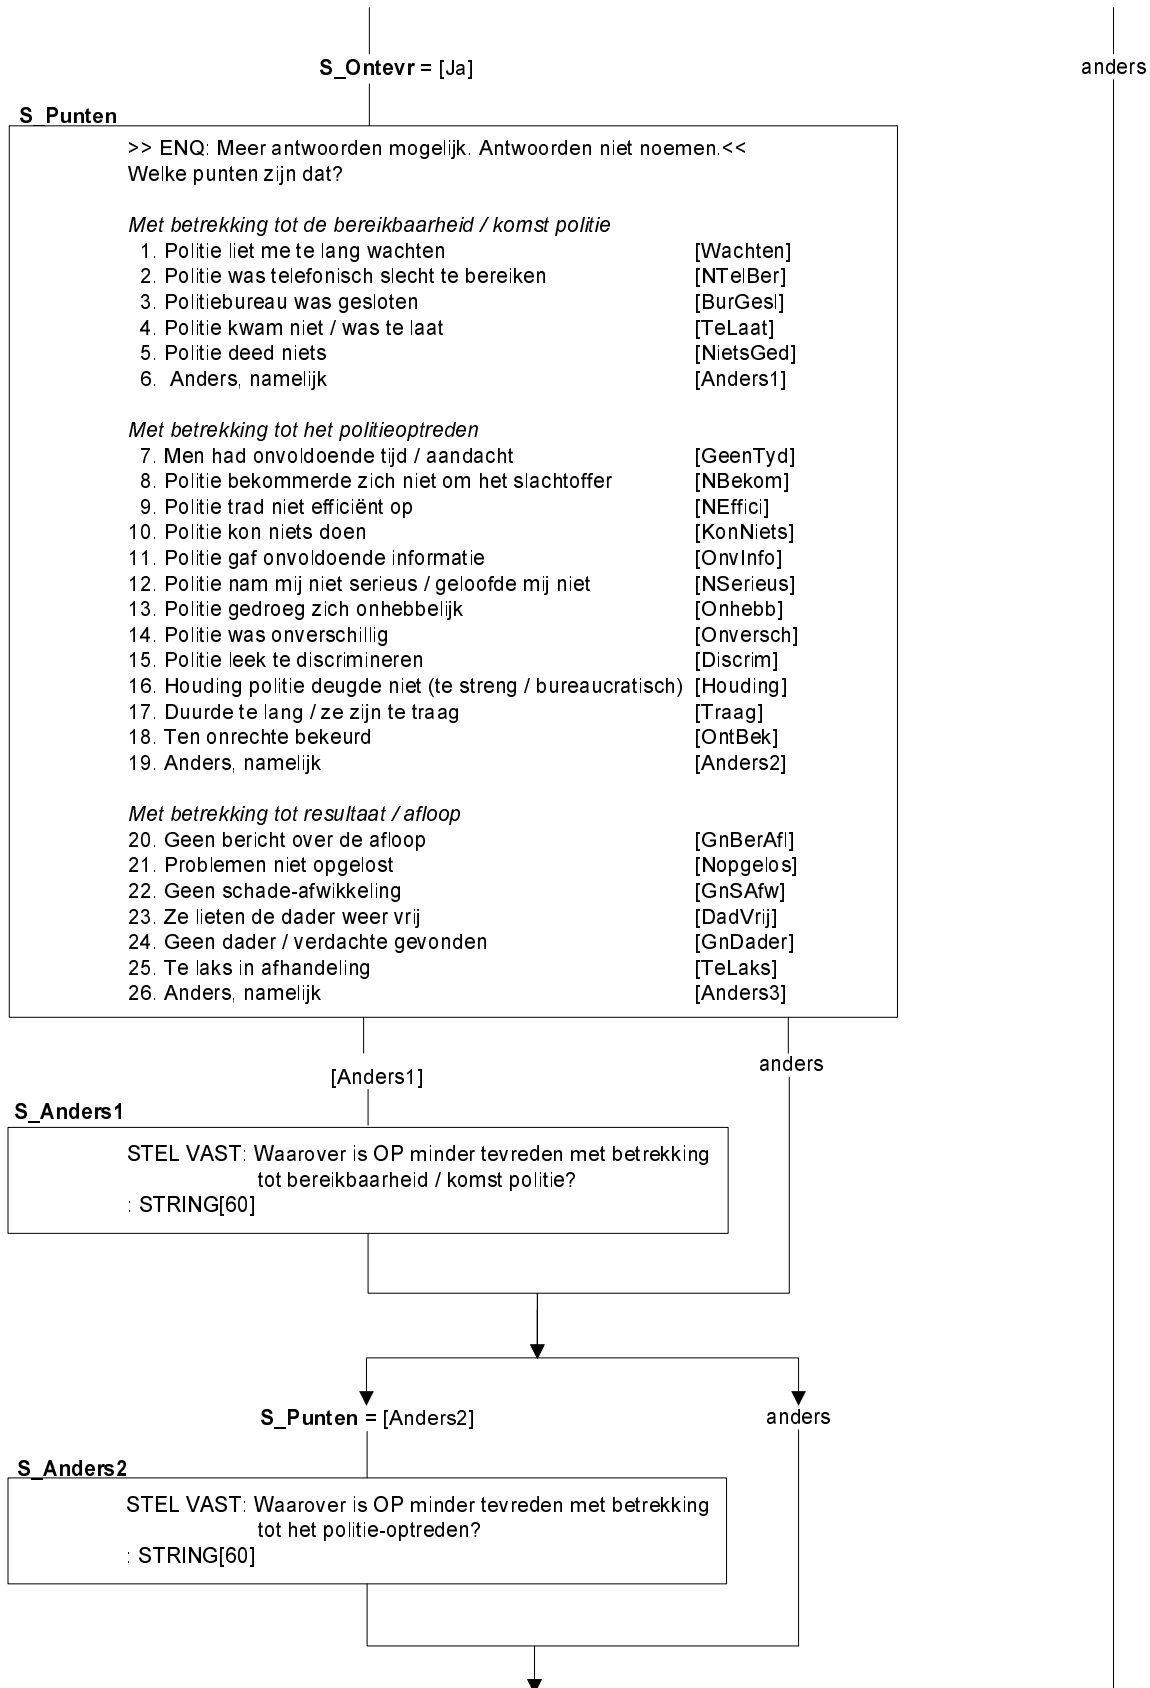 S_Ontevr = [Ja]
anders
S_Punten
>> ENQ: Meer antwoorden mogelijk. Antwoorden niet noemen.<<
Welke punten zijn dat?
Met betrekking tot de bereikbaarheid / komst politie
1. Politie liet me te lang wachten [Wachten]
2. Politie was telefonisch slecht te bereiken [NTelBer]
3. Politiebureau was gesloten [BurGesl]
4. Politie kwam niet / was te laat [TeLaat]
5. Politie deed niets [NietsGed]
6. Anders, namelijk [Anders1]
Met betrekking tot het politieoptreden
7. Men had onvoldoende tijd / aandacht [GeenTyd]
8. Politie bekommerde zich niet om het slachtoffer [NBekom]
9. Politie trad niet efficiënt op [NEffici]
10. Politie kon niets doen [KonNiets]
11. Politie gaf onvoldoende informatie [OnvInfo]
12. Politie nam mij niet serieus / geloofde mij niet [NSerieus]
13. Politie gedroeg zich onhebbelijk [Onhebb]
14. Politie was onverschillig [Onversch]
15. Politie leek te discrimineren [Discrim]
16. Houding politie deugde niet (te streng / bureaucratisch) [Houding]
17. Duurde te lang / ze zijn te traag [Traag]
18. Ten onrechte bekeurd [OntBek]
19. Anders, namelijk [Anders2]
Met betrekking tot resultaat / afloop
20. Geen bericht over de afloop [GnBerAfl]
21. Problemen niet opgelost [Nopgelos]
22. Geen schade-afwikkeling [GnSAfw]
23. Ze lieten de dader weer vrij [DadVrij]
24. Geen dader / verdachte gevonden [GnDader]
25. Te laks in afhandeling [TeLaks]
26. Anders, namelijk [Anders3]
[Anders1]
anders
S_Anders1
STEL VAST: Waarover is OP minder tevreden met betrekking
tot bereikbaarheid / komst politie?
: STRING[60]
S_Punten = [Anders2]
anders
S_Anders2
STEL VAST: Waarover is OP minder tevreden met betrekking
tot het politie-optreden?
: STRING[60]